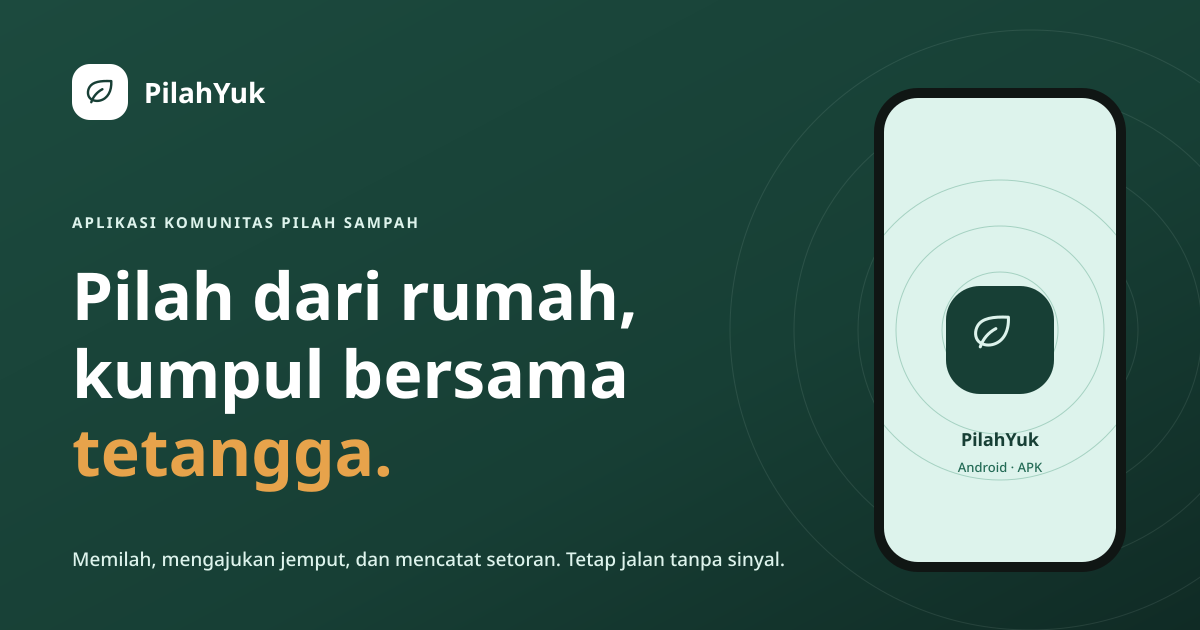 PilahYuk
APLIKASI KOMUNITAS PILAH SAMPAH
Pilah dari rumah,
kumpul bersama
tetangga.
Memilah, mengajukan jemput, dan mencatat setoran. Tetap jalan tanpa sinyal.
PilahYuk
Android · APK